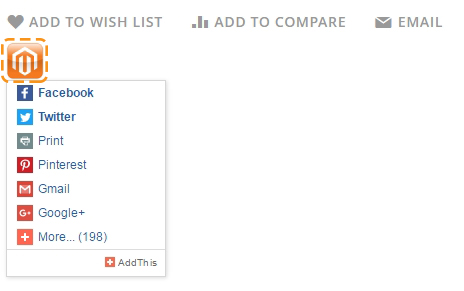 ADD TO WISH LIST ADD TO COMPARE EMAIL
Facebook
Twitter
Print
Pinterest
Gmail
Google+
More... (198)
AddThis